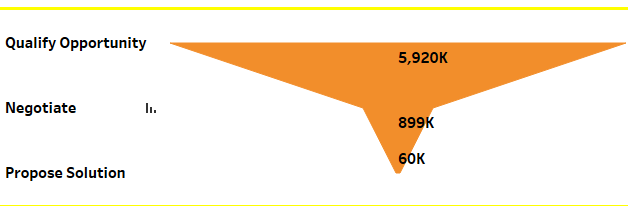 Qualify Opportunity
5,920K
Negotiate
899K
60K
Propose Solution